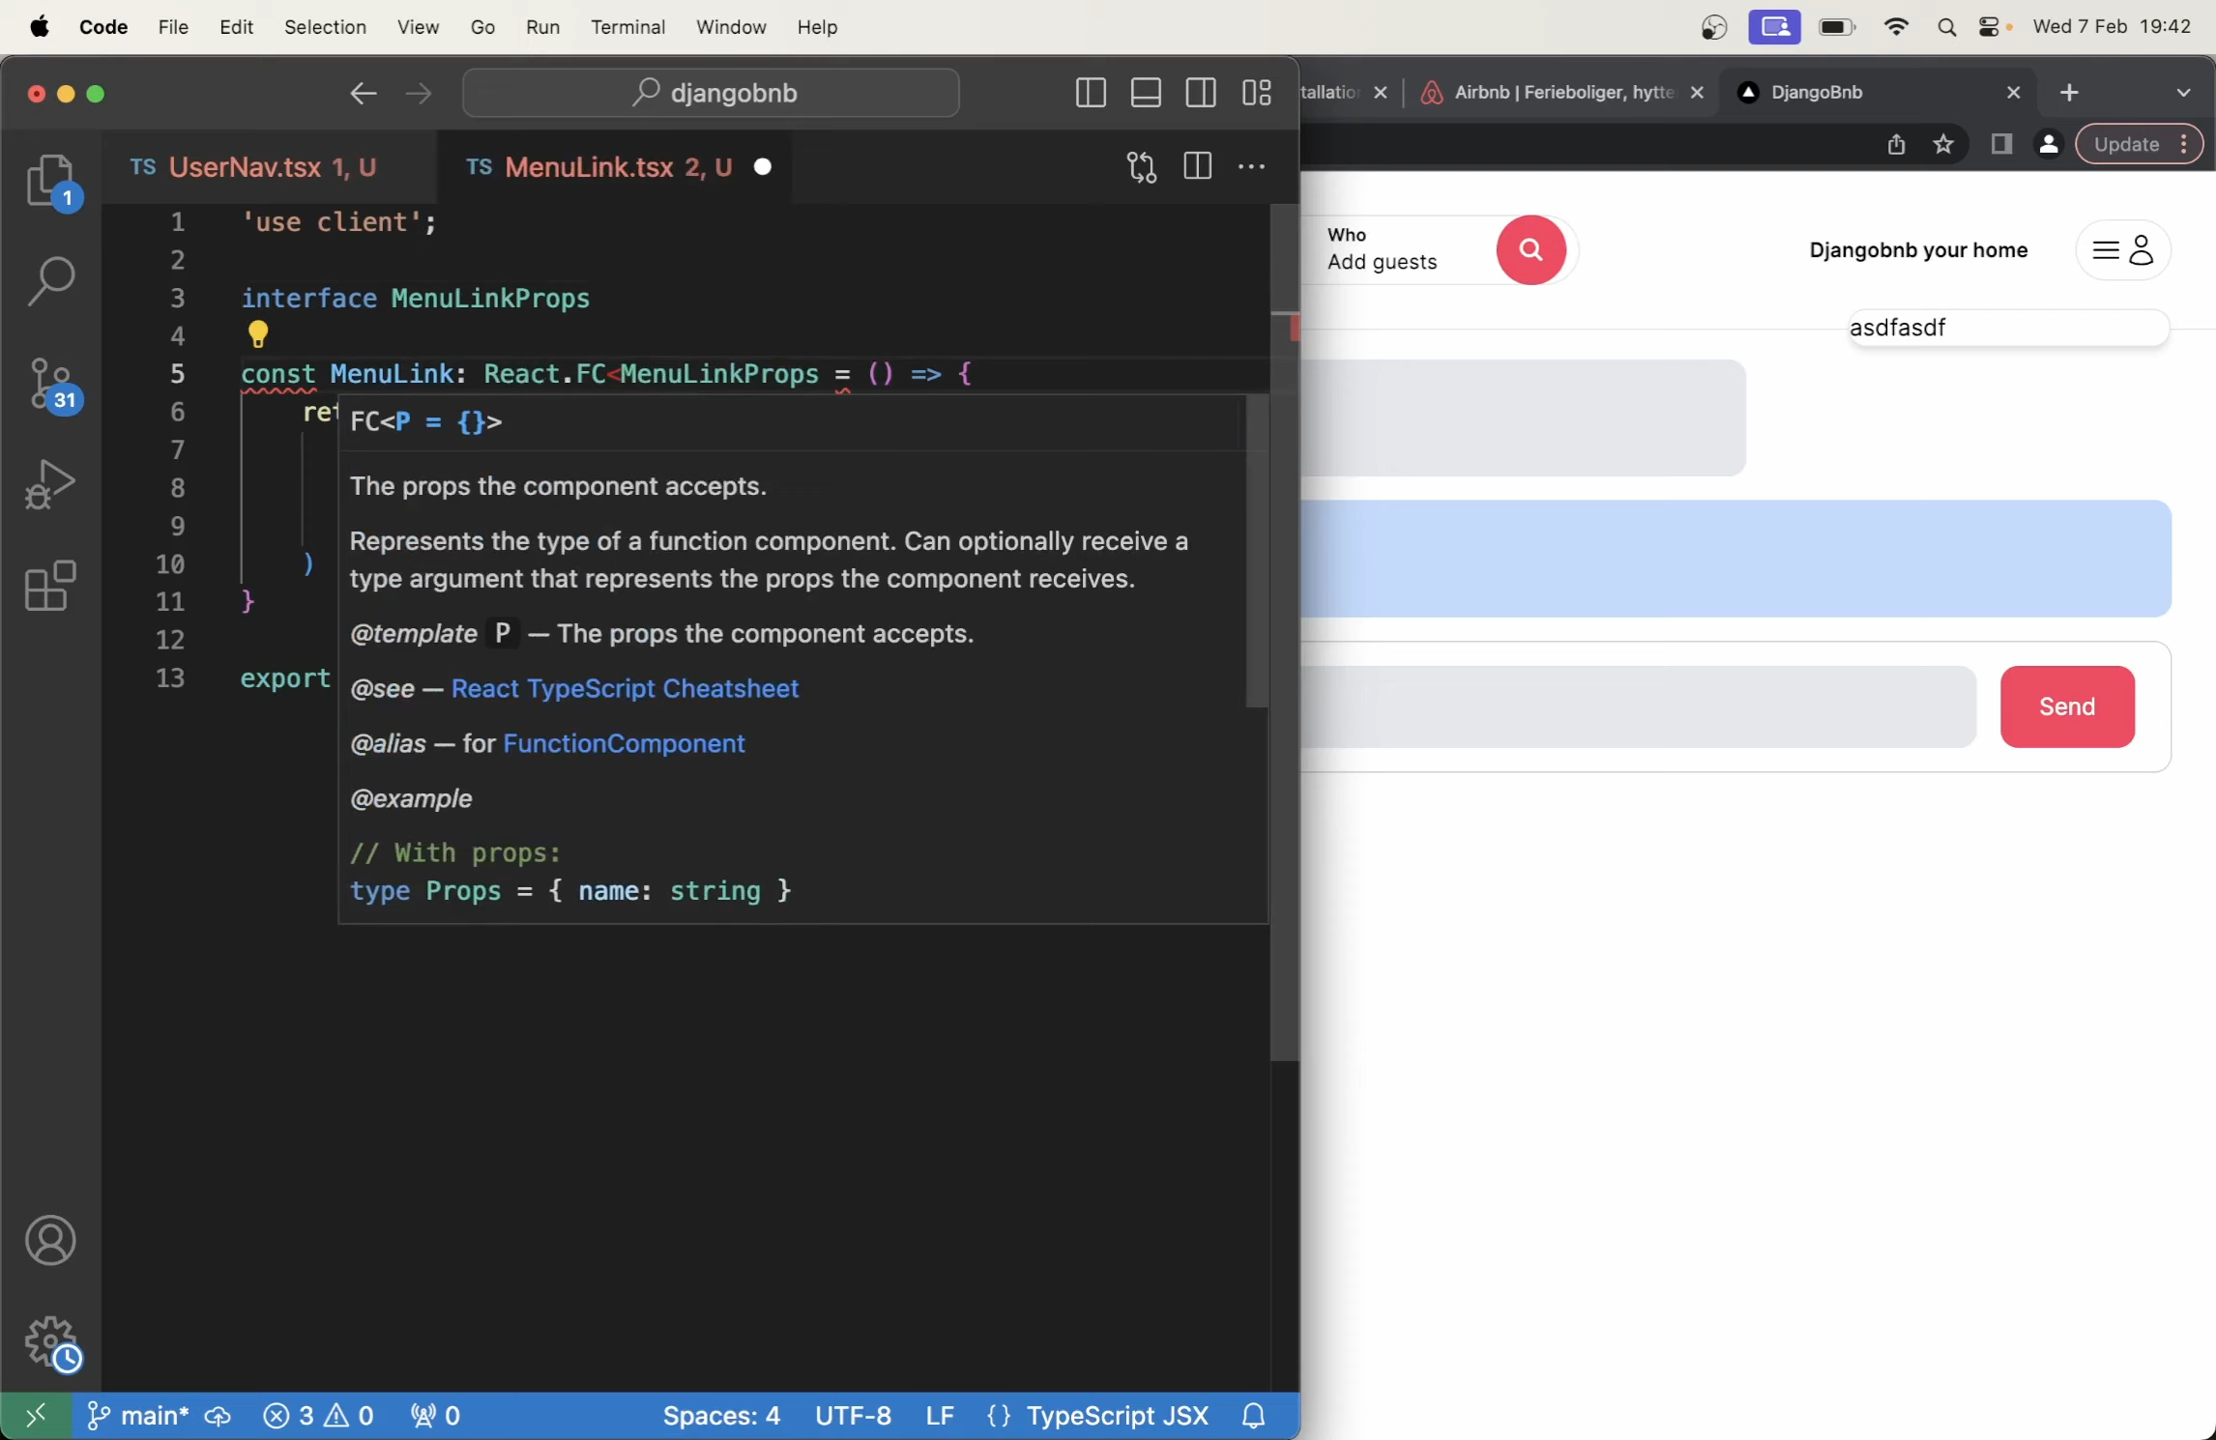 Code File Edit Selection View Go Run Terminal Window Help Wed 7 Feb 19:42
djangobnb
tallation Airbnb | Ferieboliger, hytte DjangoBnb
Update
TS UserNav.tsx 1, U TS MenuLink.tsx 2, U
1
1 'use client';
2
3 interface MenuLinkProps
4
5 const MenuLink: React.FC<MenuLinkProps = () => {
6 ret
7
8
9
10 )
11 }
12
13 export
31
FC<P = {}>
The props the component accepts.
Represents the type of a function component. Can optionally receive a
type argument that represents the props the component receives.
@template P — The props the component accepts.
@see — React TypeScript Cheatsheet
@alias — for FunctionComponent
@example
// With props:
type Props = { name: string }
main* 3 0 0 Spaces: 4 UTF-8 LF {} TypeScript JSX
Who
Add guests
Djangobnb your home
asdfasdf
Send